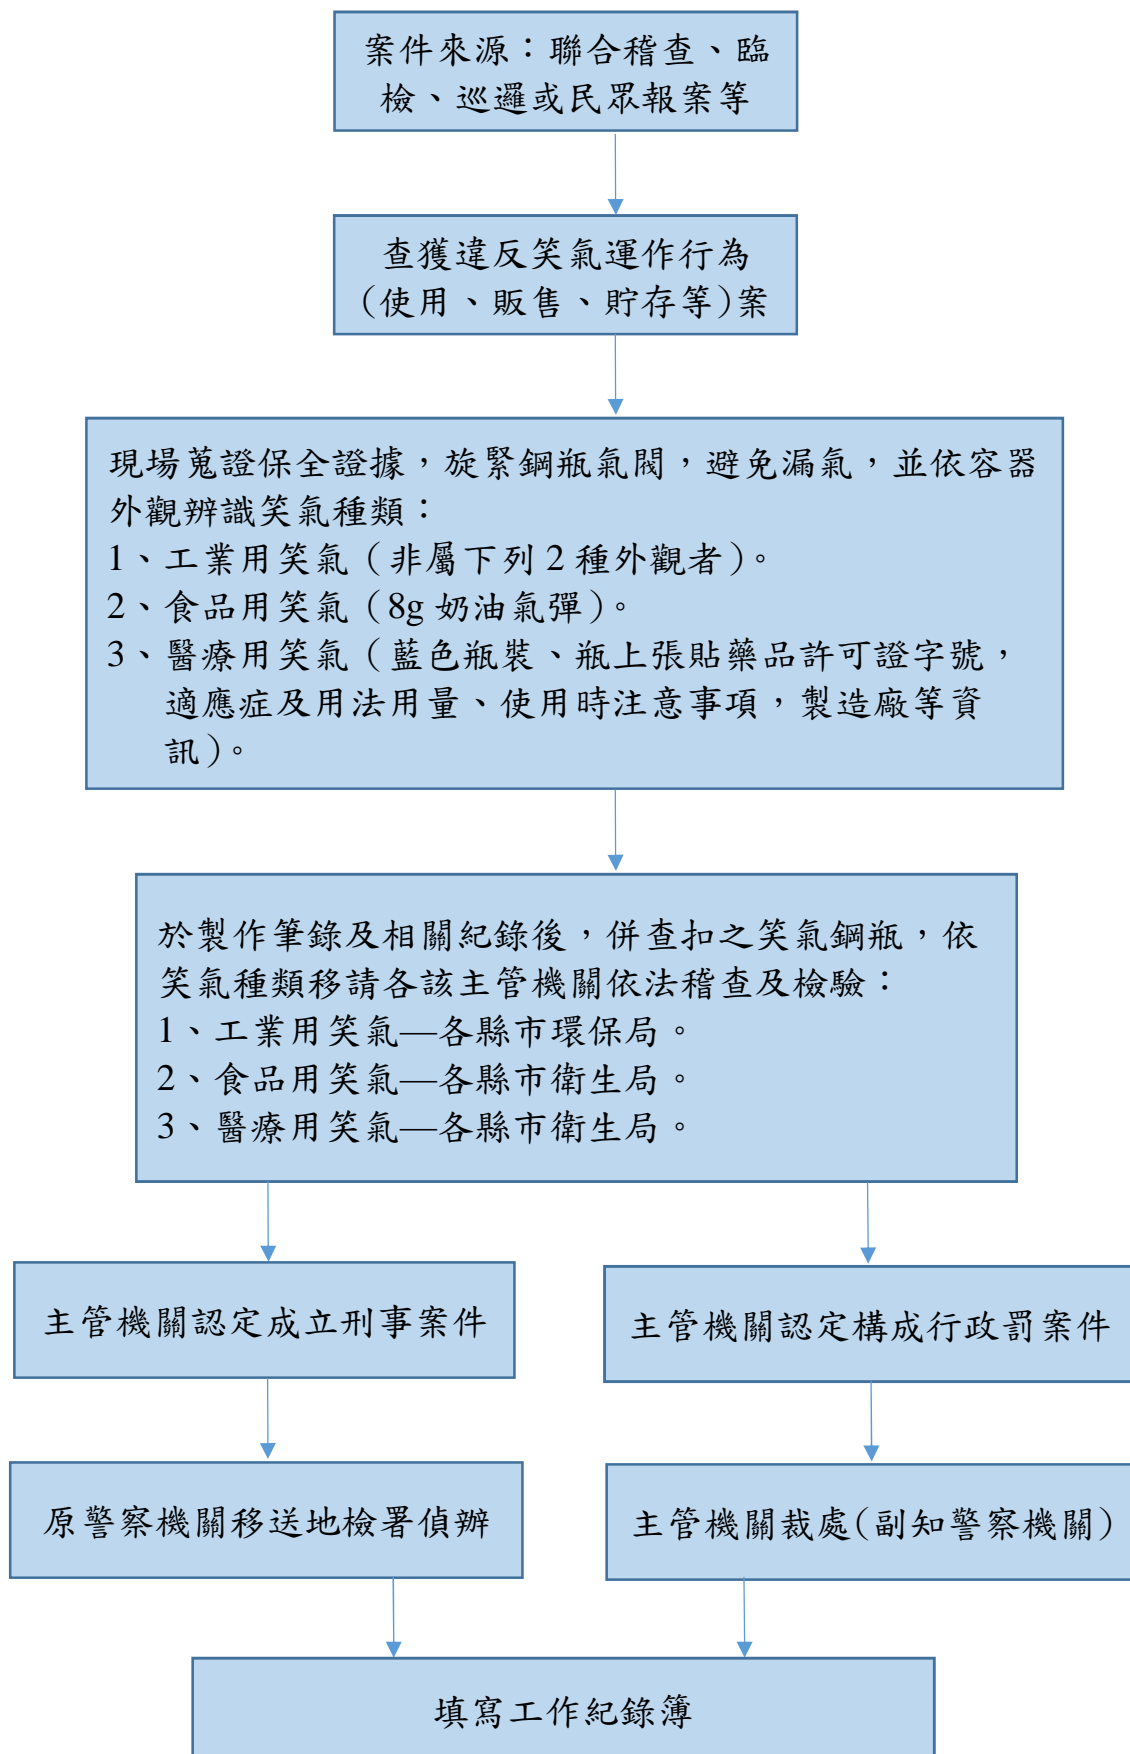 案件來源：聯合稽查、臨
檢、巡邏或民眾報案等
查獲違反笑氣運作行為
(使用、販售、貯存等)案
現場蒐證保全證據，旋緊鋼瓶氣閥，避免漏氣，並依容器
外觀辨識笑氣種類：
1、工業用笑氣（非屬下列 2 種外觀者）。
2、食品用笑氣（8g 奶油氣彈）。
3、醫療用笑氣（藍色瓶裝、瓶上張貼藥品許可證字號，
適應症及用法用量、使用時注意事項，製造廠等資
訊）。
於製作筆錄及相關紀錄後，併查扣之笑氣鋼瓶，依
笑氣種類移請各該主管機關依法稽查及檢驗：
1、工業用笑氣—各縣市環保局。
2、食品用笑氣—各縣市衛生局。
3、醫療用笑氣—各縣市衛生局。
主管機關認定成立刑事案件
主管機關認定構成行政罰案件
原警察機關移送地檢署偵辦
主管機關裁處(副知警察機關)
填寫工作紀錄簿